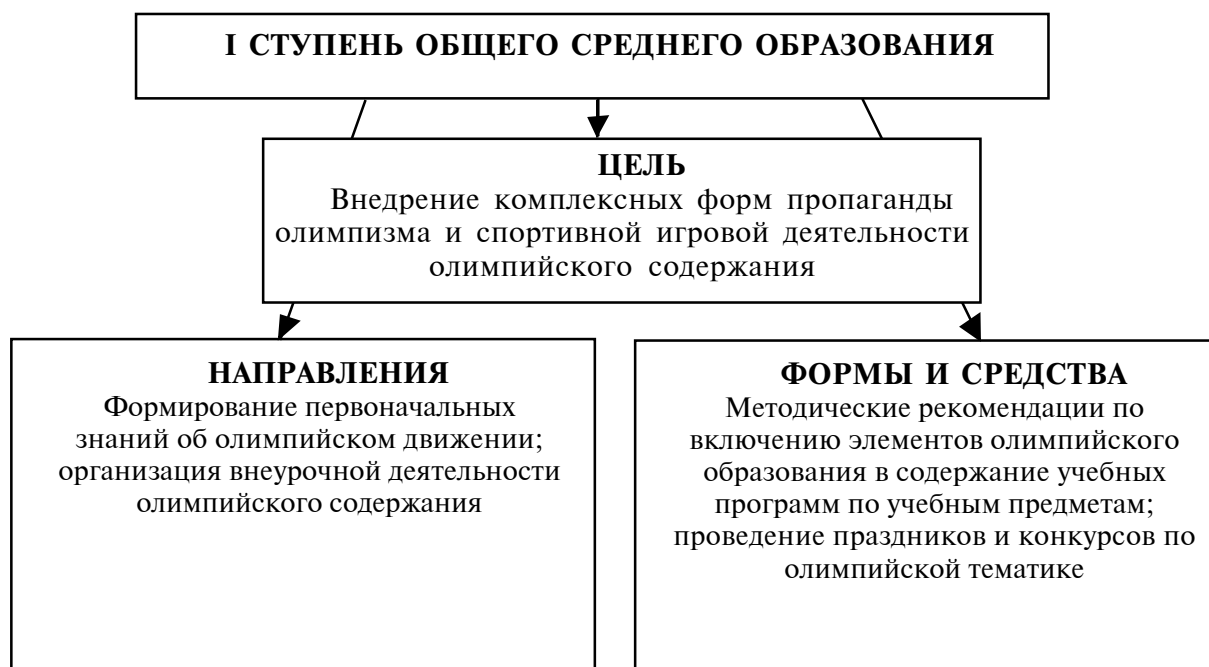 I СТУПЕНЬ ОБЩЕГО СРЕДНЕГО ОБРАЗОВАНИЯ
ЦЕЛЬ
Внедрение комплексных форм пропаганды
олимпизма и спортивной игровой деятельности
олимпийского содержания
НАПРАВЛЕНИЯ
Формирование первоначальных
знаний об олимпийском движении;
организация внеурочной деятельности
олимпийского содержания
ФОРМЫ И СРЕДСТВА
Методические рекомендации по
включению элементов олимпийского
образования в содержание учебных
программ по учебным предметам;
проведение праздников и конкурсов по
олимпийской тематике